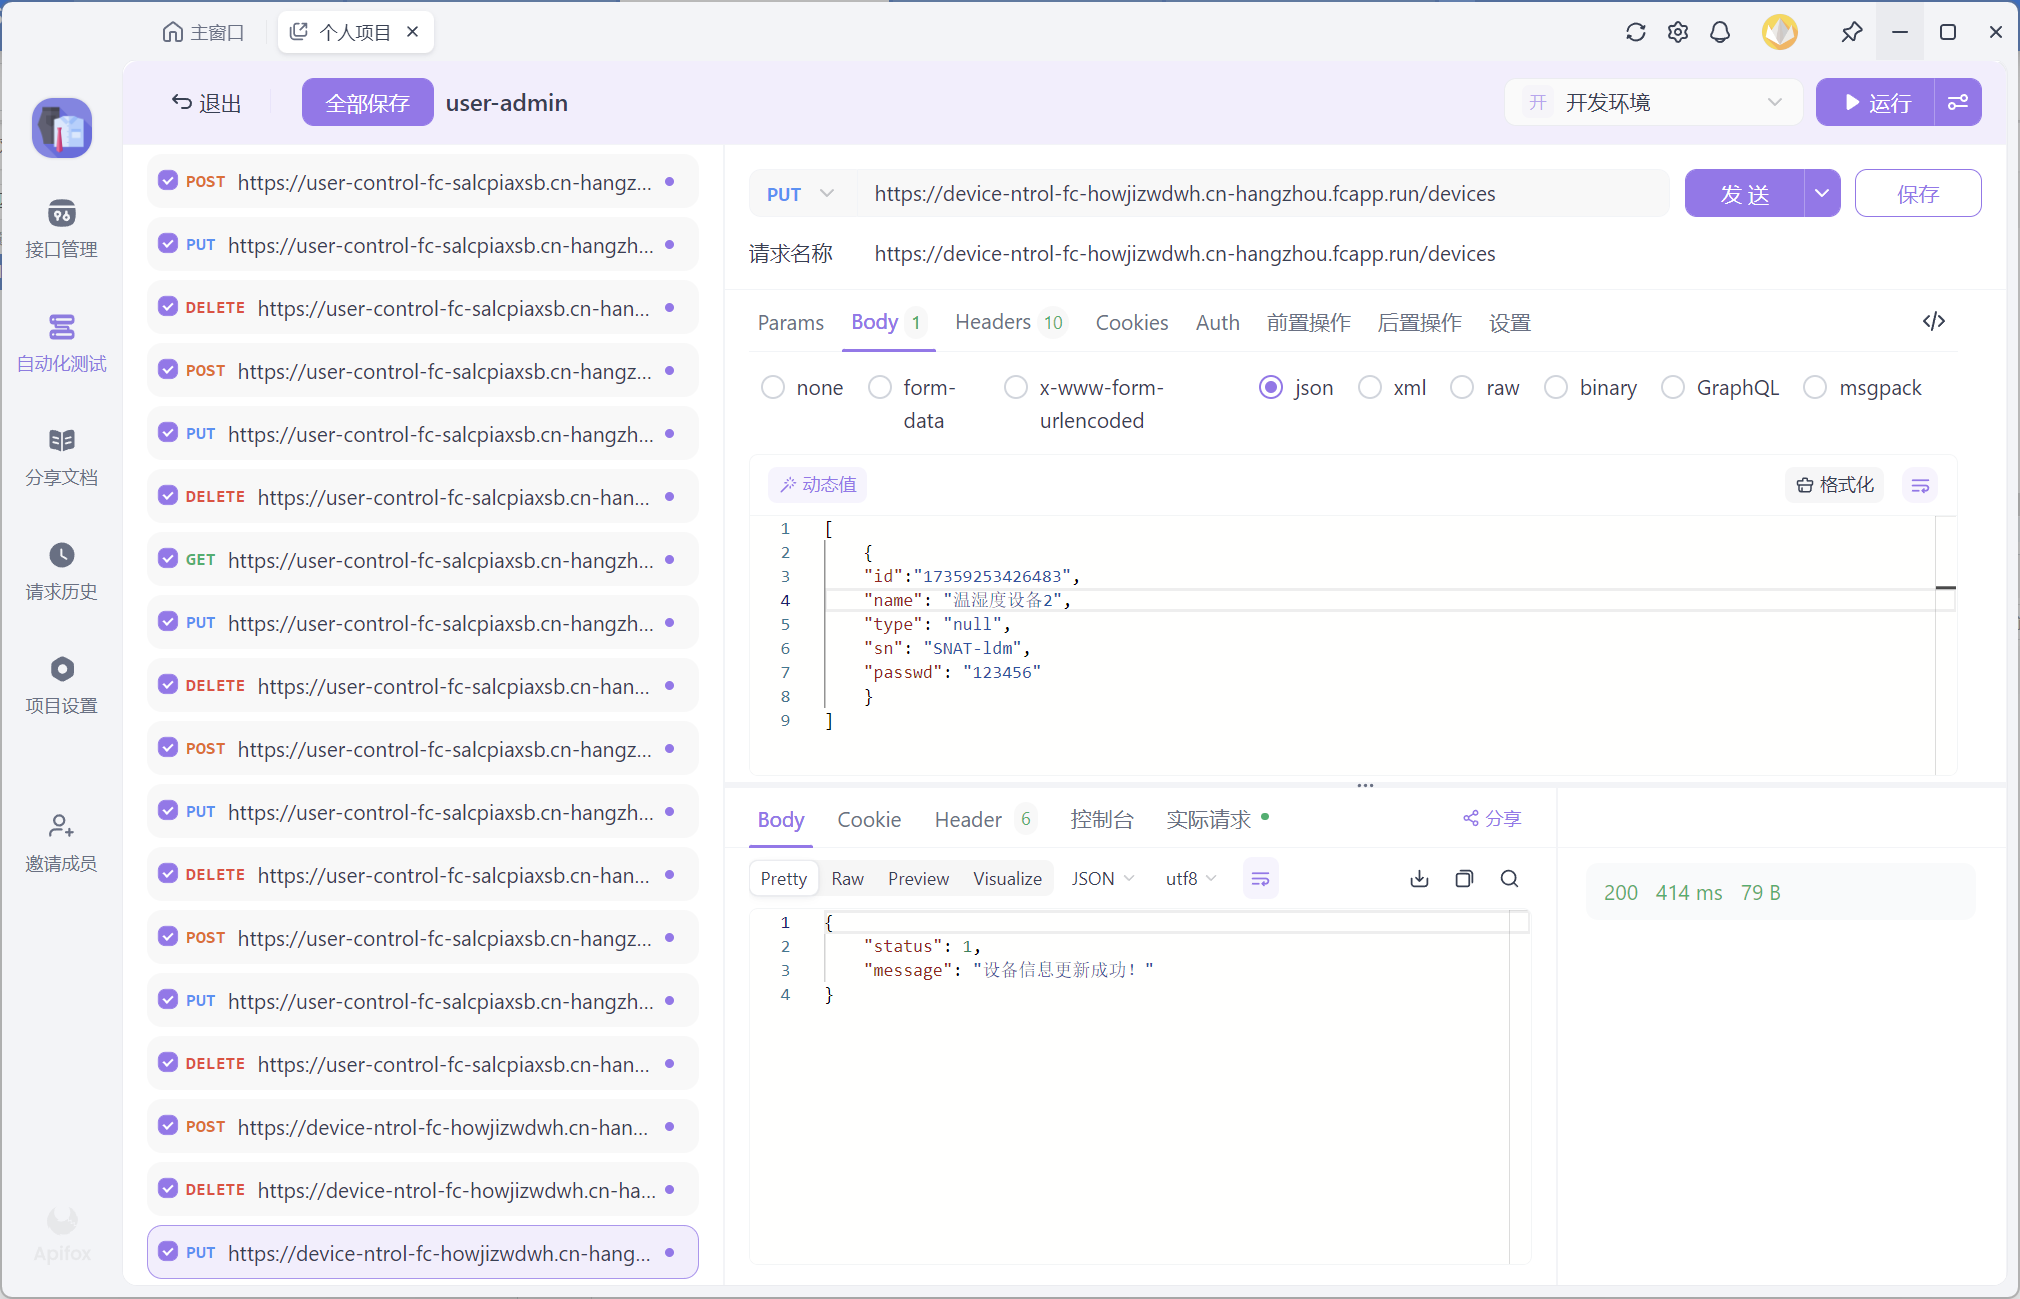 主窗口
个人项目
退出
全部保存
user-admin
开 开发环境
运行
接口管理
自动化测试
分享文档
请求历史
项目设置
邀请成员
Apifox
POST https://user-control-fc-salcpiaxsb.cn-hangz...
PUT https://user-control-fc-salcpiaxsb.cn-hangzh...
DELETE https://user-control-fc-salcpiaxsb.cn-han...
POST https://user-control-fc-salcpiaxsb.cn-hangz...
PUT https://user-control-fc-salcpiaxsb.cn-hangzh...
DELETE https://user-control-fc-salcpiaxsb.cn-han...
GET https://user-control-fc-salcpiaxsb.cn-hangzh...
PUT https://user-control-fc-salcpiaxsb.cn-hangzh...
DELETE https://user-control-fc-salcpiaxsb.cn-han...
POST https://user-control-fc-salcpiaxsb.cn-hangz...
PUT https://user-control-fc-salcpiaxsb.cn-hangzh...
DELETE https://user-control-fc-salcpiaxsb.cn-han...
POST https://user-control-fc-salcpiaxsb.cn-hangz...
PUT https://user-control-fc-salcpiaxsb.cn-hangzh...
DELETE https://user-control-fc-salcpiaxsb.cn-han...
POST https://device-ntrol-fc-howjizwdwh.cn-han...
DELETE https://device-ntrol-fc-howjizwdwh.cn-ha...
PUT https://device-ntrol-fc-howjizwdwh.cn-hang...
PUT https://device-ntrol-fc-howjizwdwh.cn-hangzhou.fcapp.run/devices
发 送
保存
请求名称 https://device-ntrol-fc-howjizwdwh.cn-hangzhou.fcapp.run/devices
Params Body 1 Headers 10 Cookies Auth 前置操作 后置操作 设置
none form-data x-www-form-urlencoded json xml raw binary GraphQL msgpack
动态值
格式化
1 [
2 {
3 "id":"17359253426483",
4 "name": "温湿度设备2",
5 "type": "null",
6 "sn": "SNAT-ldm",
7 "passwd": "123456"
8 }
9 ]
Body Cookie Header 6 控制台 实际请求
分享
Pretty Raw Preview Visualize JSON utf8
200 414 ms 79 B
1 {
2 "status": 1,
3 "message": "设备信息更新成功！"
4 }